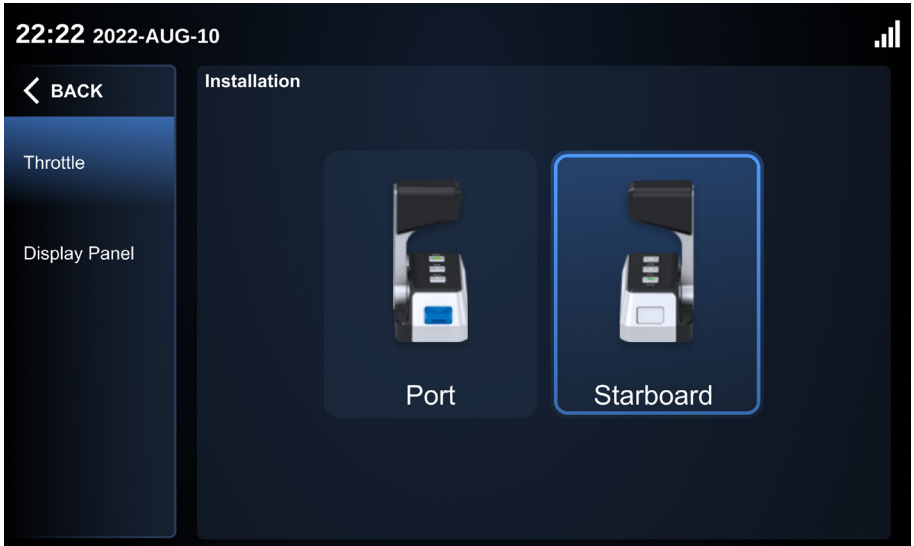 22:22 2022-AUG-10
BACK
Installation
Throttle
Display Panel
Port
Starboard